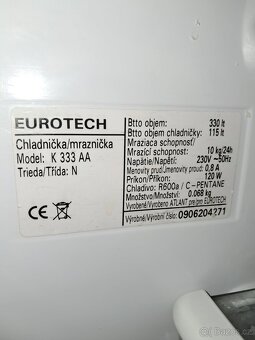 EUROTECH
Chladnička/mraznička
Model: K 333 AA
Trieda/Třída: N
Btto objem: 330 lt
Btto objem chladničky: 115 lt
Mraziaca schopnosť/
Mrazící schopnost: 10 kg/24h
Napätie/Napětí: 230V ~50Hz
Menovitý prúd/Jmenovitý proud: 0,8 A
Príkon/Příkon: 120 W
Chladivo: R600a / C-PENTANE
Množstvo/Množství: 0.068 kg
Vyrobené/Vyrobeno ATLANT pre/pro EUROTECH
Výrobné/Výrobní číslo: 0906204271
CE